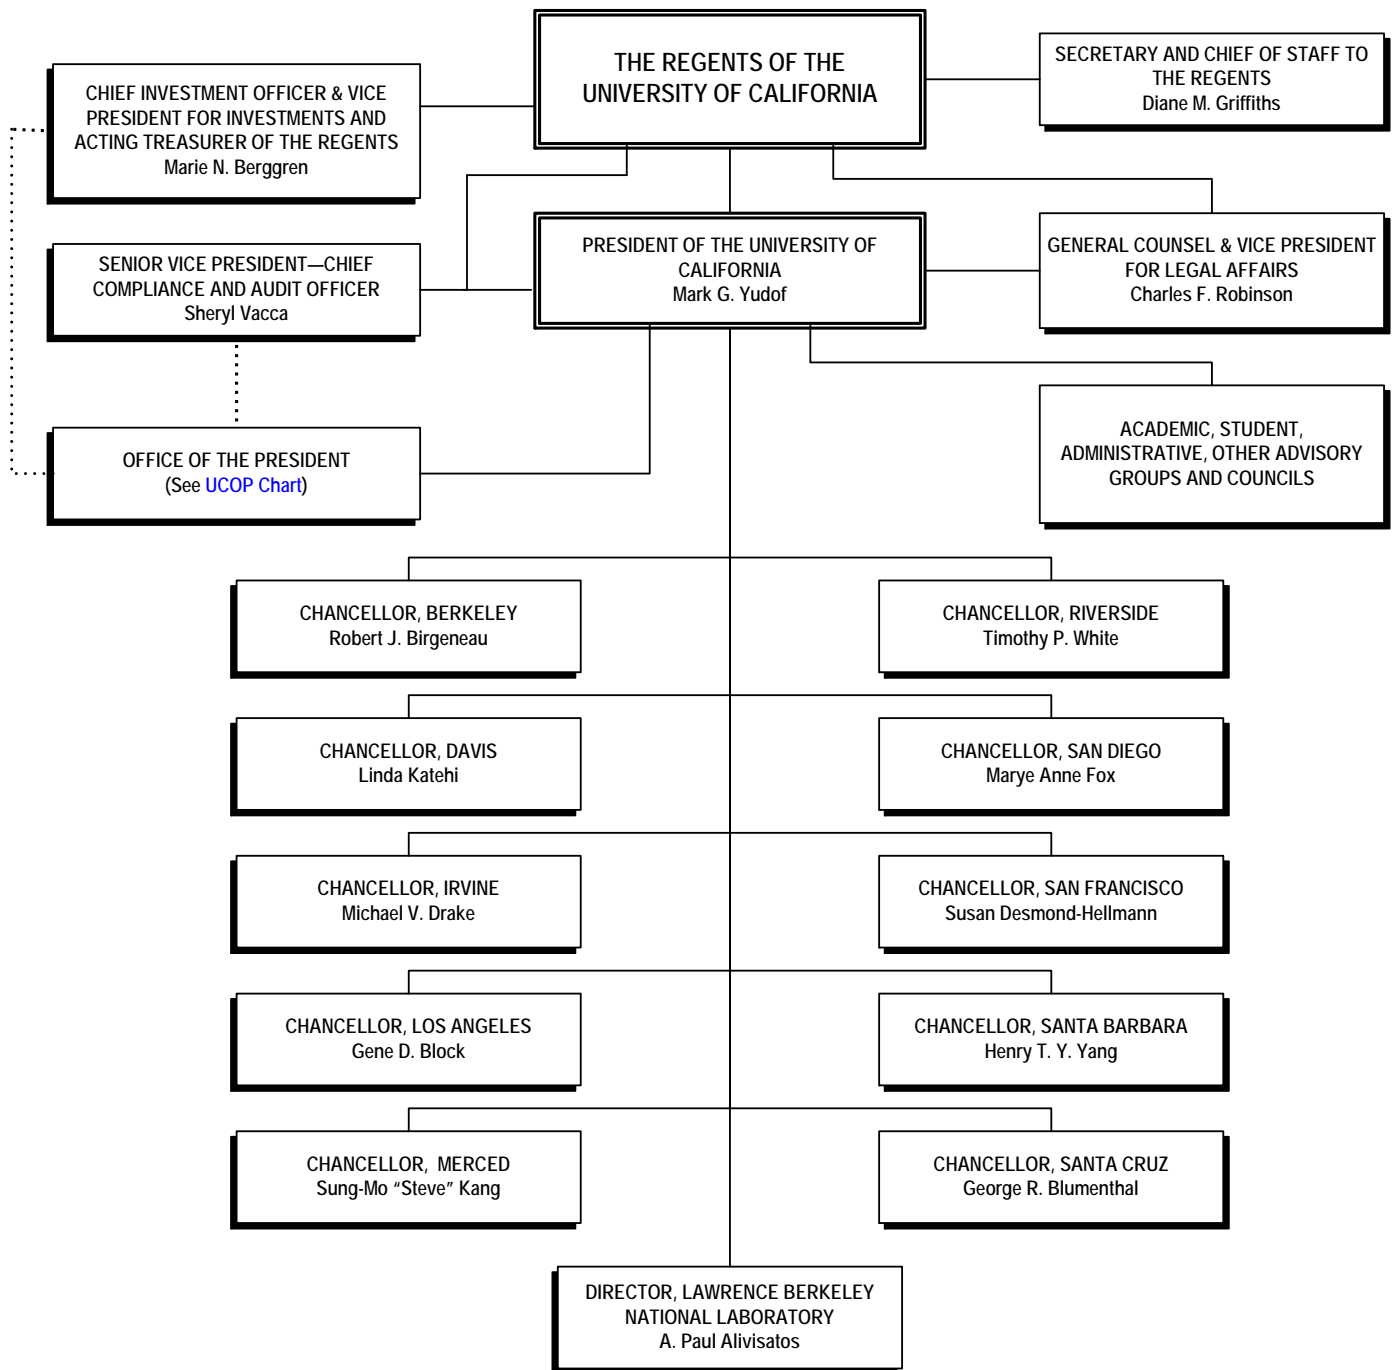 THE REGENTS OF THE
UNIVERSITY OF CALIFORNIA
SECRETARY AND CHIEF OF STAFF TO
THE REGENTS
Diane M. Griffiths
CHIEF INVESTMENT OFFICER & VICE
PRESIDENT FOR INVESTMENTS AND
ACTING TREASURER OF THE REGENTS
Marie N. Berggren
PRESIDENT OF THE UNIVERSITY OF
CALIFORNIA
Mark G. Yudof
GENERAL COUNSEL & VICE PRESIDENT
FOR LEGAL AFFAIRS
Charles F. Robinson
SENIOR VICE PRESIDENT—CHIEF
COMPLIANCE AND AUDIT OFFICER
Sheryl Vacca
ACADEMIC, STUDENT,
ADMINISTRATIVE, OTHER ADVISORY
GROUPS AND COUNCILS
OFFICE OF THE PRESIDENT
(See UCOP Chart)
CHANCELLOR, BERKELEY
Robert J. Birgeneau
CHANCELLOR, RIVERSIDE
Timothy P. White
CHANCELLOR, DAVIS
Linda Katehi
CHANCELLOR, SAN DIEGO
Marye Anne Fox
CHANCELLOR, IRVINE
Michael V. Drake
CHANCELLOR, SAN FRANCISCO
Susan Desmond-Hellmann
CHANCELLOR, LOS ANGELES
Gene D. Block
CHANCELLOR, SANTA BARBARA
Henry T. Y. Yang
CHANCELLOR, MERCED
Sung-Mo “Steve” Kang
CHANCELLOR, SANTA CRUZ
George R. Blumenthal
DIRECTOR, LAWRENCE BERKELEY
NATIONAL LABORATORY
A. Paul Alivisatos